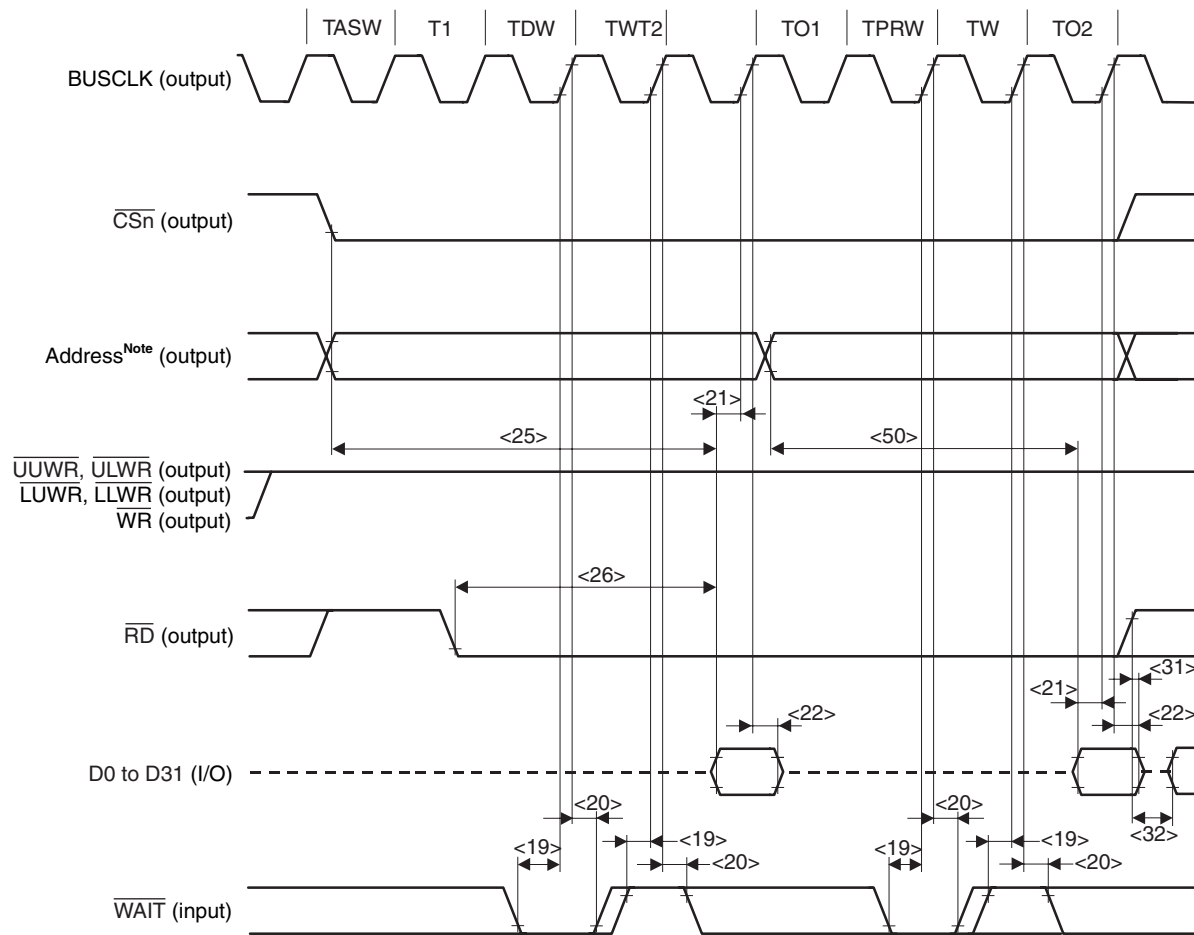 TASW T1 TDW TWT2 TO1 TPRW TW TO2
BUSCLK (output)
CSn (output)
Address Note (output)
<21>
<25> <50>
UUWR, ULWR (output)
LUWR, LLWR (output)
WR (output)
<26>
RD (output)
<31>
<21>
<22> <22>
D0 to D31 (I/O)
<20> <20>
<19> <19> <19> <19> <32>
<20> <20>
WAIT (input)